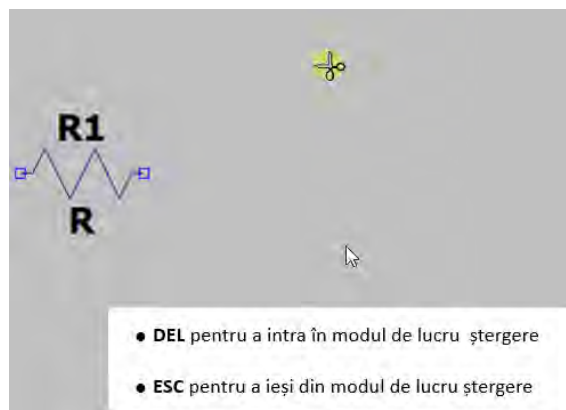 R1
R
● DEL pentru a intra în modul de lucru ștergere
● ESC pentru a ieși din modul de lucru ștergere